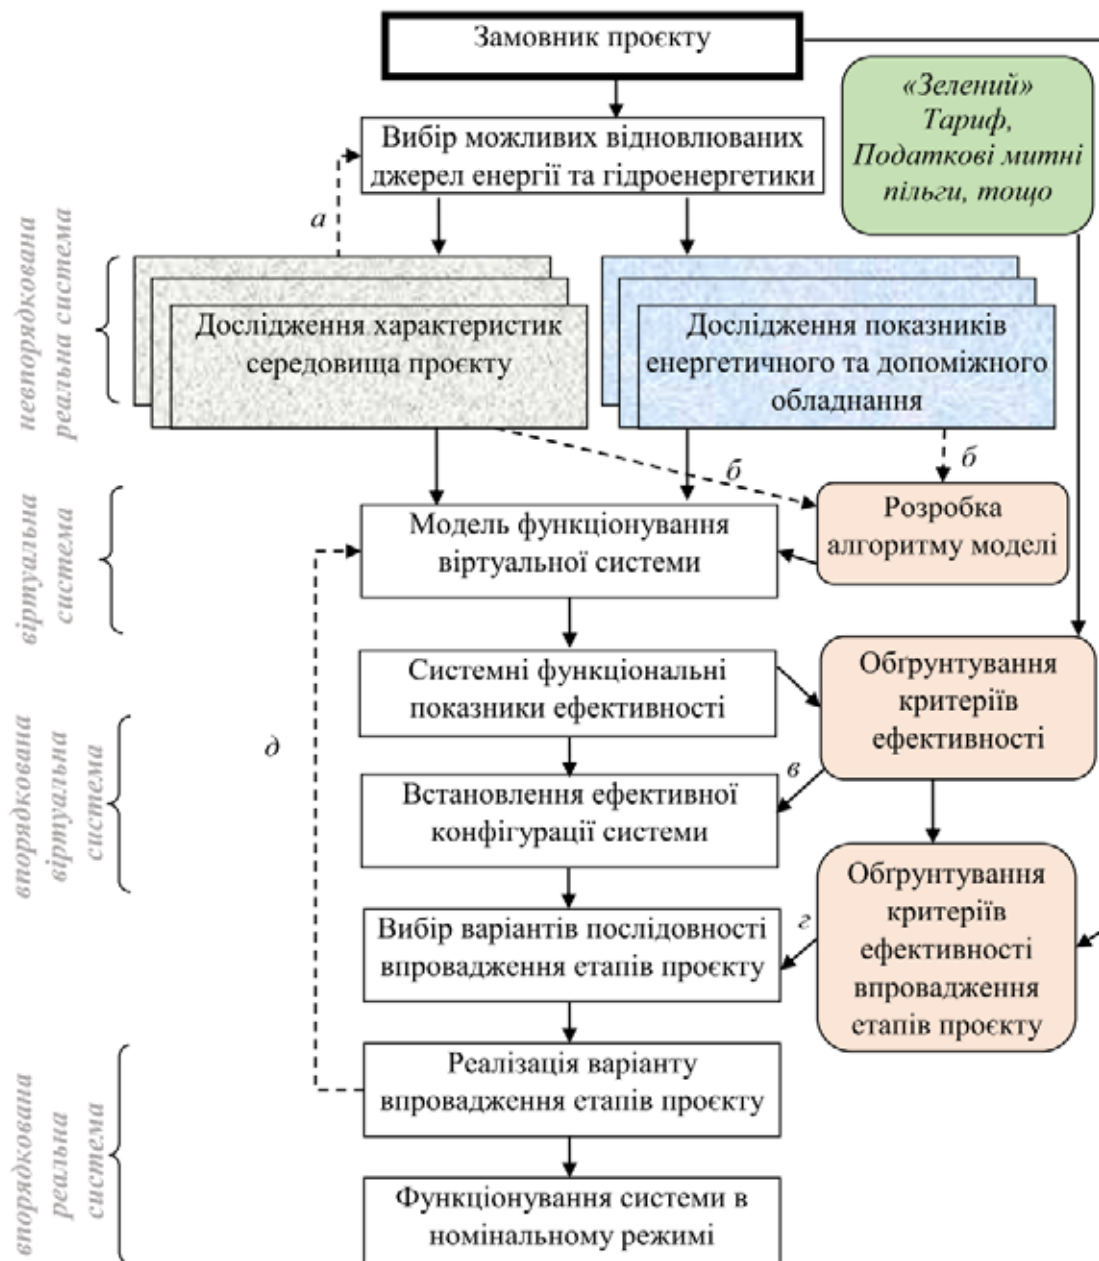 Замовник проєкту
«Зелений»
Тариф,
Податкові митні
пільги, тощо
Вибір можливих відновлюваних
джерел енергії та гідроенергетики
а
невпорядкована
реальна система
Дослідження характеристик
середовища проєкту
Дослідження показників
енергетичного та допоміжного
обладнання
б
б
віртуальна
система
Модель функціонування
віртуальної системи
Розробка
алгоритму моделі
Системні функціональні
показники ефективності
Обґрунтування
критеріїв
ефективності
впорядкована
віртуальна
система
д
в
Встановлення ефективної
конфігурації системи
Вибір варіантів послідовності
впровадження етапів проєкту
г
Обґрунтування
критеріїв
ефективності
впровадження
етапів проєкту
впорядкована
реальна
система
Реалізація варіанту
впровадження етапів проєкту
Функціонування системи в
номінальному режимі